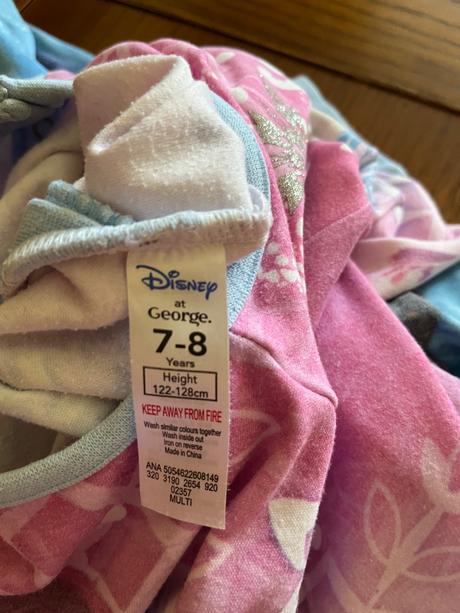 Disney
at
George.
7-8
Years
Height
122-128cm
KEEP AWAY FROM FIRE
Wash similar colours together
Wash inside out
Iron on reverse
Made in China
ANA 5054622608149
320 3190 2654 920
02357
MULTI